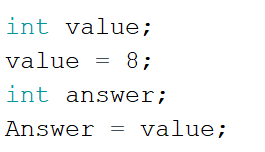 int value;
value = 8;
int answer;
Answer = value;